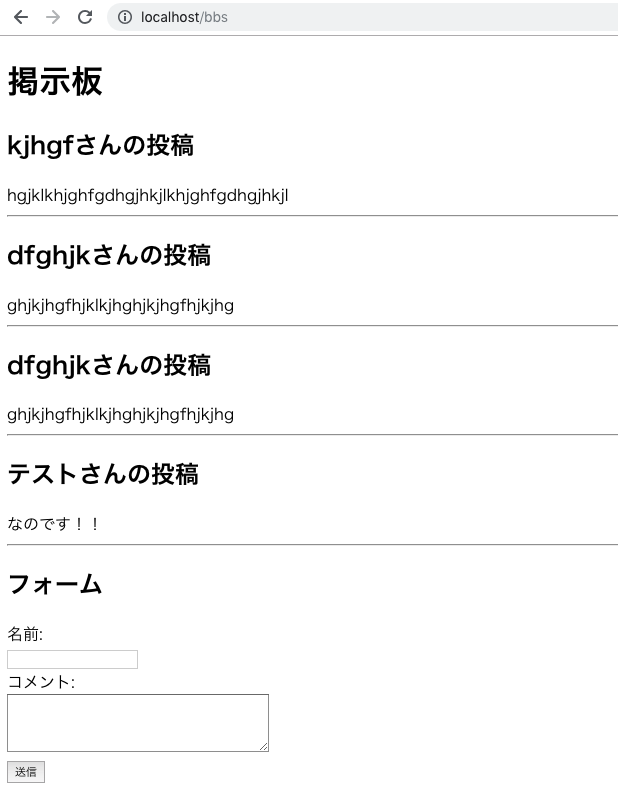 localhost/bbs
掲示板
kjhgfさんの投稿
hgjklkhjghfgdhgjhkjlkhjghfgdhgjhkjl
dfghjkさんの投稿
ghjkjhgfhjklkjhghjkjhgfhjkjhg
dfghjkさんの投稿
ghjkjhgfhjklkjhghjkjhgfhjkjhg
テストさんの投稿
なのです！！
フォーム
名前:
コメント:
送信